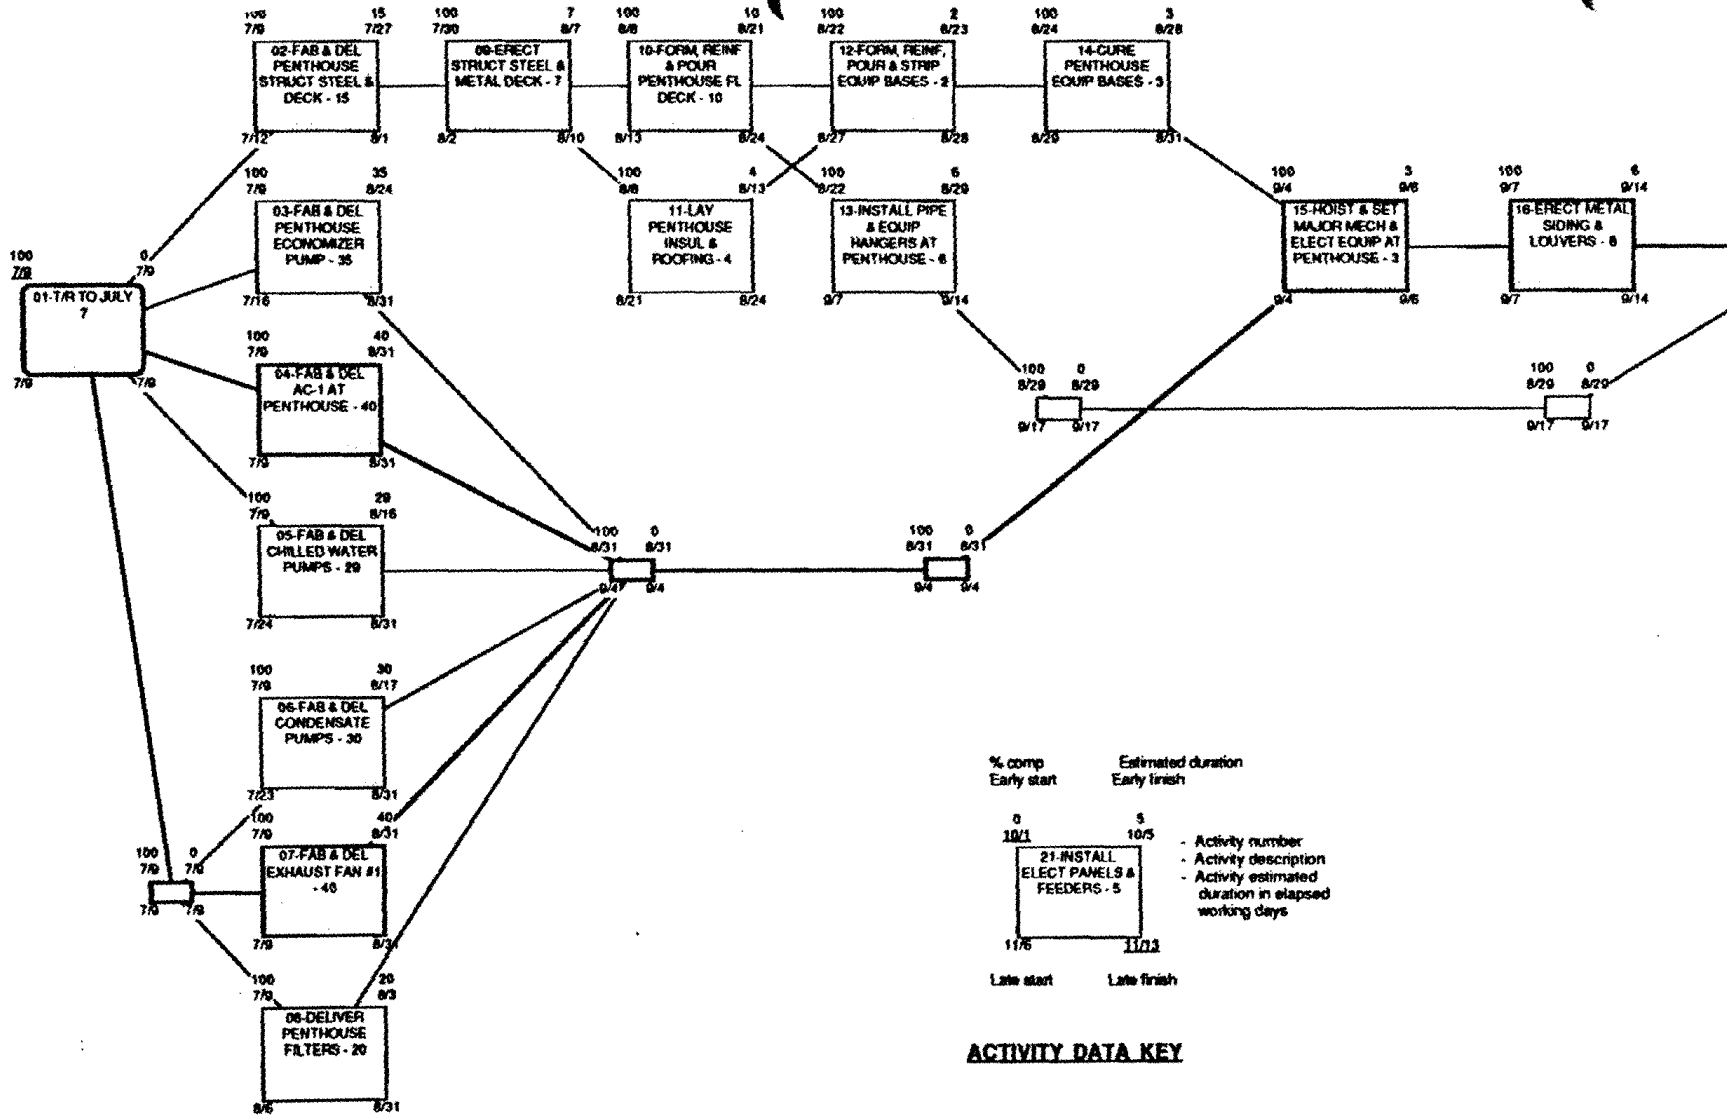 100 15
7/9 7/27
02-FAB & DEL
PENTHOUSE
STRUCT STEEL &
DECK - 15
7/12 8/1
100 7
7/30 8/7
09-ERECT
STRUCT STEEL &
METAL DECK - 7
8/2 8/10
100 10
8/8 8/21
10-FORM, REINF
& POUR
PENTHOUSE FL
DECK - 10
8/13 8/24
100 2
8/22 8/23
12-FORM, REINF,
POUR & STRIP
EQUIP BASES - 2
8/27 8/28
100 3
8/24 8/28
14-CURE
PENTHOUSE
EQUIP BASES - 3
8/29 8/31
100 35
7/9 8/24
03-FAB & DEL
PENTHOUSE
ECONOMIZER
PUMP - 35
7/16 8/31
100 4
8/8 8/13
11-LAY
PENTHOUSE
INSUL &
ROOFING - 4
8/21 8/24
100 6
8/22 8/29
13-INSTALL PIPE
& EQUIP
HANGERS AT
PENTHOUSE - 6
9/7 9/14
100 3
9/4 9/6
15-HOIST & SET
MAJOR MECH &
ELECT EQUIP AT
PENTHOUSE - 3
9/4 9/6
100 6
9/7 9/14
16-ERECT METAL
SIDING &
LOUVERS - 6
9/7 9/14
100 0
7/9 7/9
01-T/R TO JULY
7
7/9 7/9
100 40
7/9 8/31
04-FAB & DEL
AC-1 AT
PENTHOUSE - 40
7/9 8/31
100 0
8/29 8/29
9/17 9/17
100 0
8/29 8/29
9/17 9/17
100 29
7/9 8/16
05-FAB & DEL
CHILLED WATER
PUMPS - 29
7/24 8/31
100 0
8/31 8/31
9/4 9/4
100 0
8/31 8/31
9/4 9/4
100 30
7/9 8/17
06-FAB & DEL
CONDENSATE
PUMPS - 30
7/23 8/31
100 40
7/9 8/31
07-FAB & DEL
EXHAUST FAN #1
- 40
7/9 8/31
100 0
7/9 7/9
7/9 7/9
100 20
7/9 8/3
08-DELIVER
PENTHOUSE
FILTERS - 20
8/6 8/31
% comp Estimated duration
Early start Early finish
0 5
10/1 10/5
21-INSTALL
ELECT PANELS &
FEEDERS - 5
11/6 11/13
- Activity number
- Activity description
- Activity estimated
duration in elapsed
working days
Late start Late finish
ACTIVITY DATA KEY